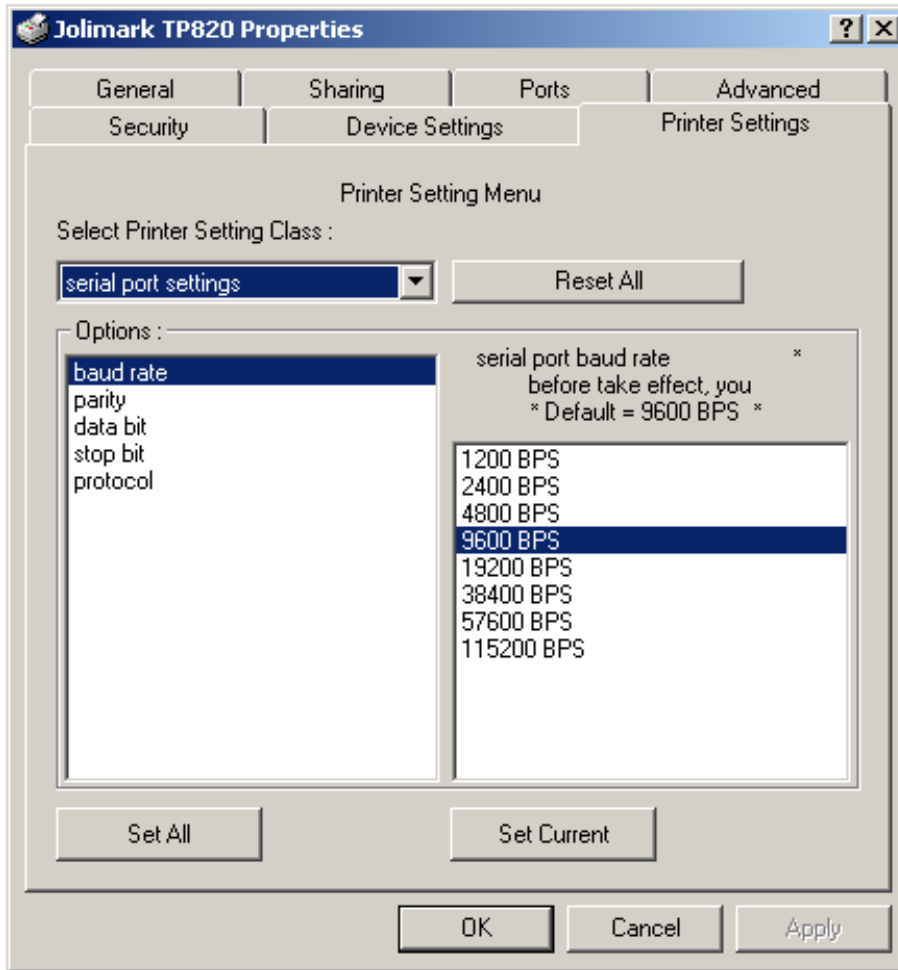 Jolimark TP820 Properties
General Sharing Ports Advanced
Security Device Settings Printer Settings
Printer Setting Menu
Select Printer Setting Class :
serial port settings Reset All
Options :
baud rate
parity
data bit
stop bit
protocol
serial port baud rate *
before take effect, you
* Default = 9600 BPS *
1200 BPS
2400 BPS
4800 BPS
9600 BPS
19200 BPS
38400 BPS
57600 BPS
115200 BPS
Set All Set Current
OK Cancel Apply